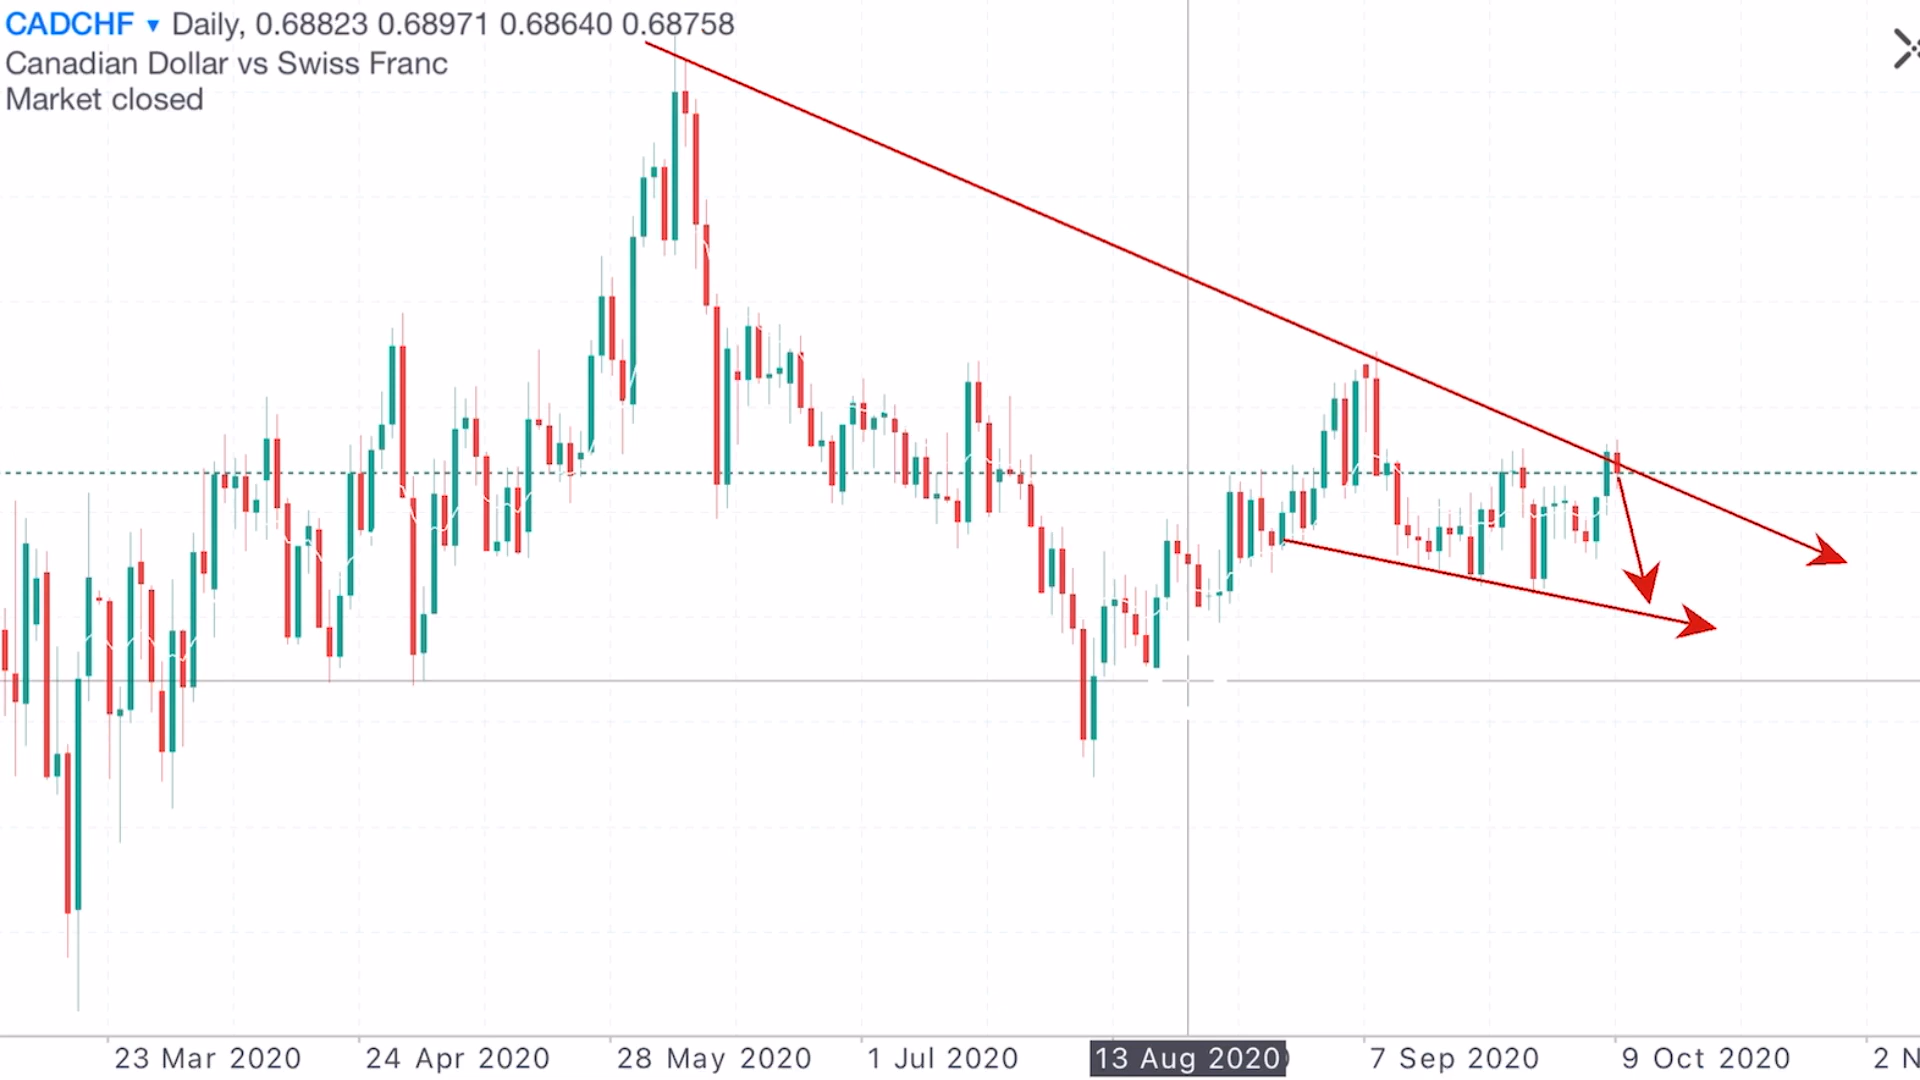 CADCHF ▾ Daily, 0.68823 0.68971 0.68640 0.68758
Canadian Dollar vs Swiss Franc
Market closed
23 Mar 2020 24 Apr 2020 28 May 2020 1 Jul 2020 13 Aug 2020 7 Sep 2020 9 Oct 2020 2 N